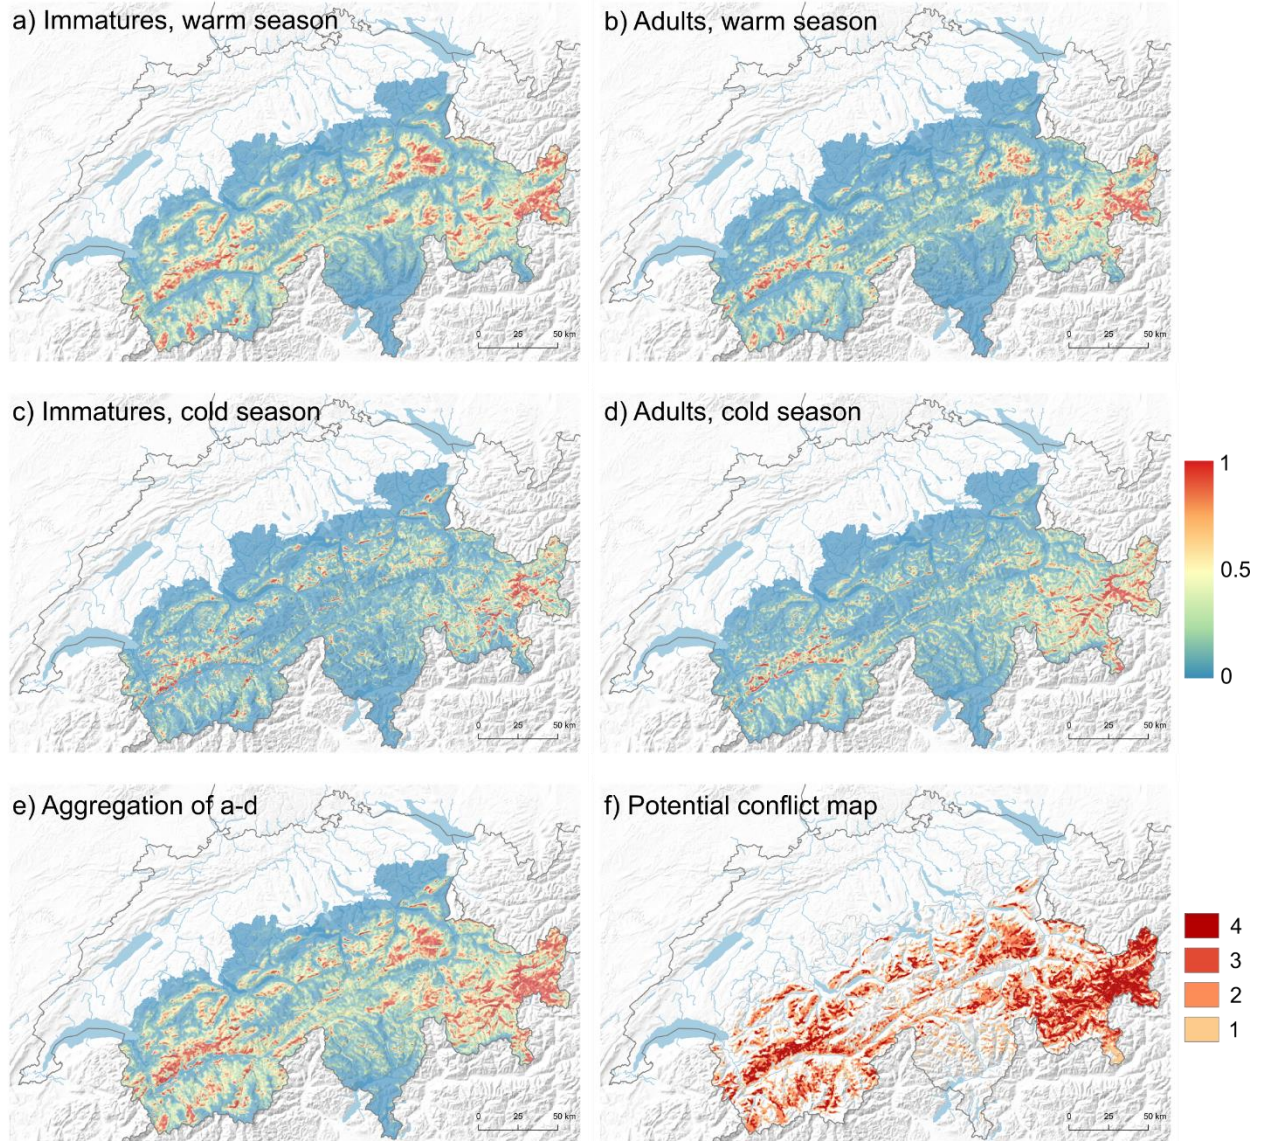 a) Immatures, warm season
b) Adults, warm season
0 25 50 km
0 25 50 km
c) Immatures, cold season
d) Adults, cold season
1
0.5
0
0 25 50 km
0 25 50 km
e) Aggregation of a-d
f) Potential conflict map
4
3
2
1
0 25 50 km
0 25 50 km